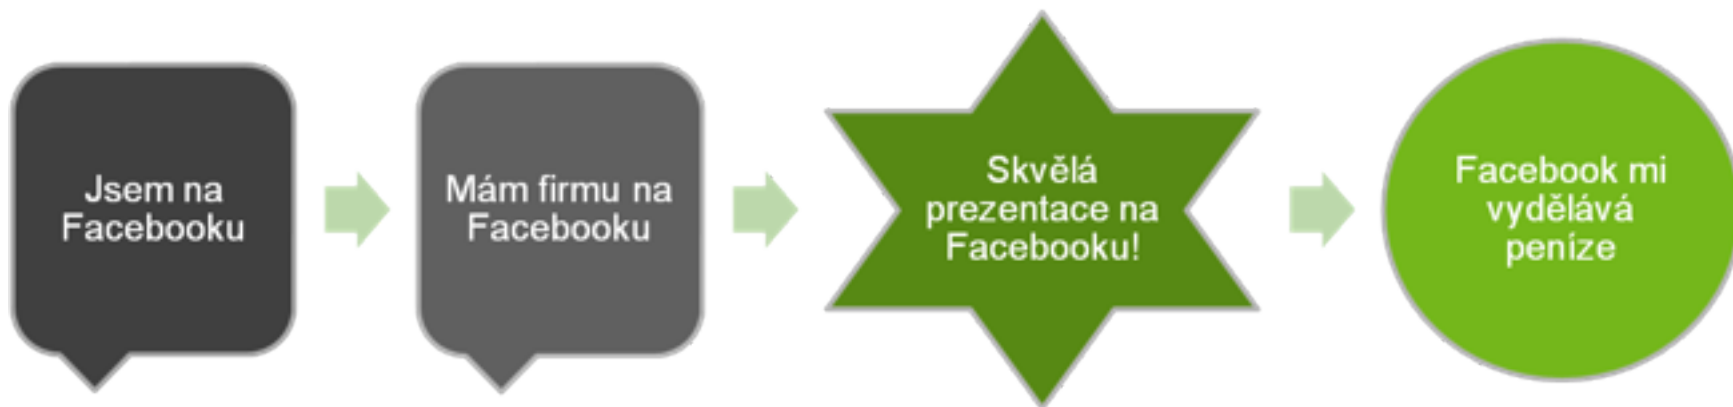 Jsem na
Facebooku
Mám firmu na
Facebooku
Skvělá
prezentace na
Facebooku!
Facebook mi
vydělává
peníze